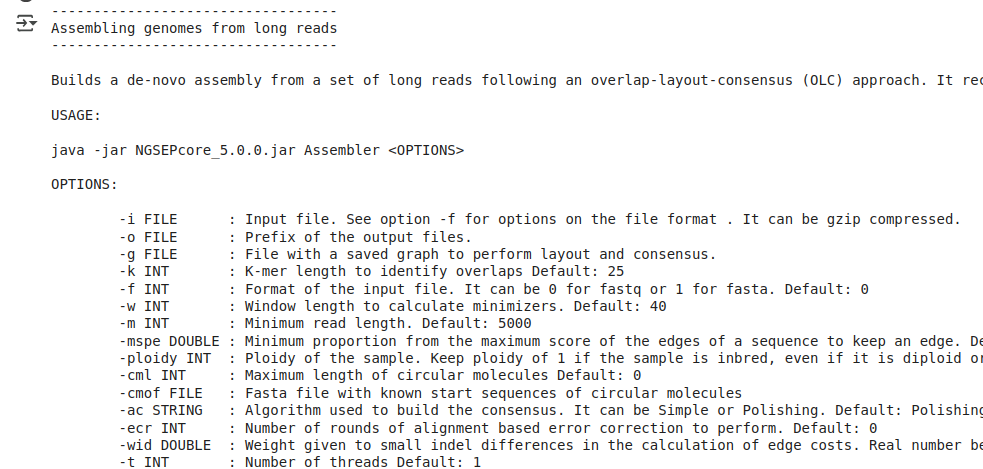 ----------------------------------
Assembling genomes from long reads
----------------------------------
Builds a de-novo assembly from a set of long reads following an overlap-layout-consensus (OLC) approach. It
USAGE:
java -jar NGSEPcore_5.0.0.jar Assembler <OPTIONS>
OPTIONS:
-i FILE : Input file. See option -f for options on the file format . It can be gzip compressed.
-o FILE : Prefix of the output files.
-g FILE : File with a saved graph to perform layout and consensus.
-k INT : K-mer length to identify overlaps Default: 25
-f INT : Format of the input file. It can be 0 for fastq or 1 for fasta. Default: 0
-w INT : Window length to calculate minimizers. Default: 40
-m INT : Minimum read length. Default: 5000
-mspe DOUBLE : Minimum proportion from the maximum score of the edges of a sequence to keep an edge.
-ploidy INT : Ploidy of the sample. Keep ploidy of 1 if the sample is inbred, even if it is diploid
-cml INT : Maximum length of circular molecules Default: 0
-cmof FILE : Fasta file with known start sequences of circular molecules
-ac STRING : Algorithm used to build the consensus. It can be Simple or Polishing. Default: Polishing
-ecr INT : Number of rounds of alignment based error correction to perform. Default: 0
-wid DOUBLE : Weight given to small indel differences in the calculation of edge costs. Real number
-t INT : Number of threads Default: 1